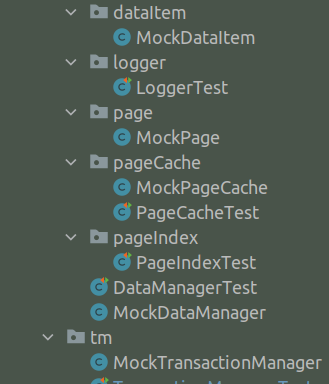 dataItem
MockDataItem
logger
LoggerTest
page
MockPage
pageCache
MockPageCache
PageCacheTest
pageIndex
PageIndexTest
DataManagerTest
MockDataManager
tm
MockTransactionManager